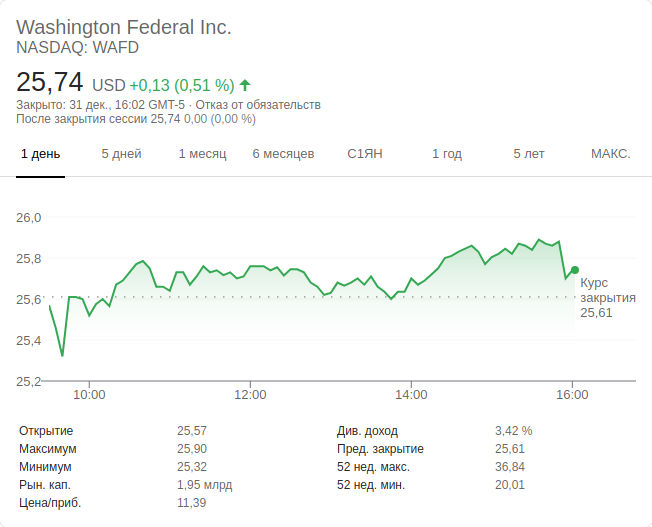 Washington Federal Inc.
NASDAQ: WAFD
25,74 USD +0,13 (0,51 %)
Закрыто: 31 дек., 16:02 GMT-5 · Отказ от обязательств
После закрытия сессии 25,74 0,00 (0,00 %)
1 день 5 дней 1 месяц 6 месяцев С1ЯН 1 год 5 лет МАКС.
26,0
25,8
25,6
25,4
25,2
Курс
закрытия
25,61
10:00 12:00 14:00 16:00
Открытие 25,57 Див. доход 3,42 %
Максимум 25,90 Пред. закрытие 25,61
Минимум 25,32 52 нед. макс. 36,84
Рын. кап. 1,95 млрд 52 нед. мин. 20,01
Цена/приб. 11,39